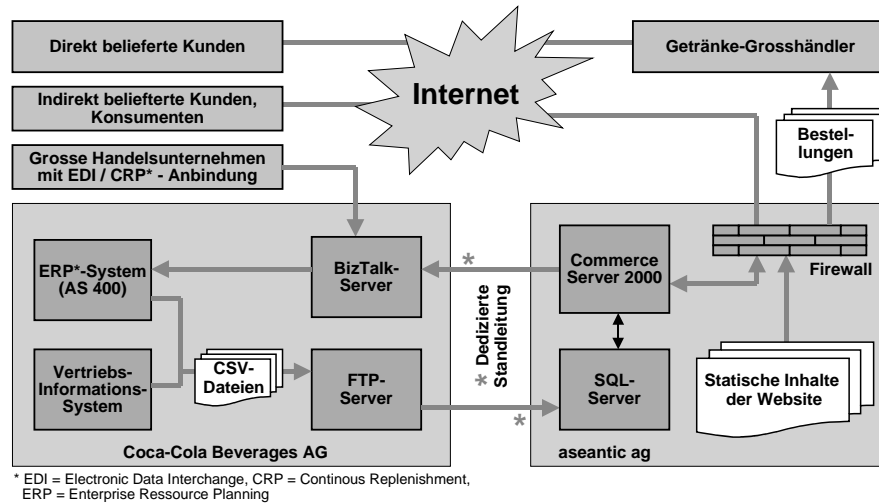 Direkt belieferte Kunden
Getränke-Grosshändler
Internet
Indirekt beliefterte Kunden,
Konsumenten
Bestel-
lungen
Grosse Handelsunternehmen
mit EDI / CRP* - Anbindung
ERP*-System
(AS 400)
BizTalk-
Server
*
Commerce
Server 2000
Firewall
* Dedizierte
Standleitung
Vertriebs-
Informations-
System
CSV-
Dateien
FTP-
Server
*
SQL-
Server
Statische Inhalte
der Website
Coca-Cola Beverages AG
aseantic ag
* EDI = Electronic Data Interchange, CRP = Continous Replenishment,
ERP = Enterprise Ressource Planning